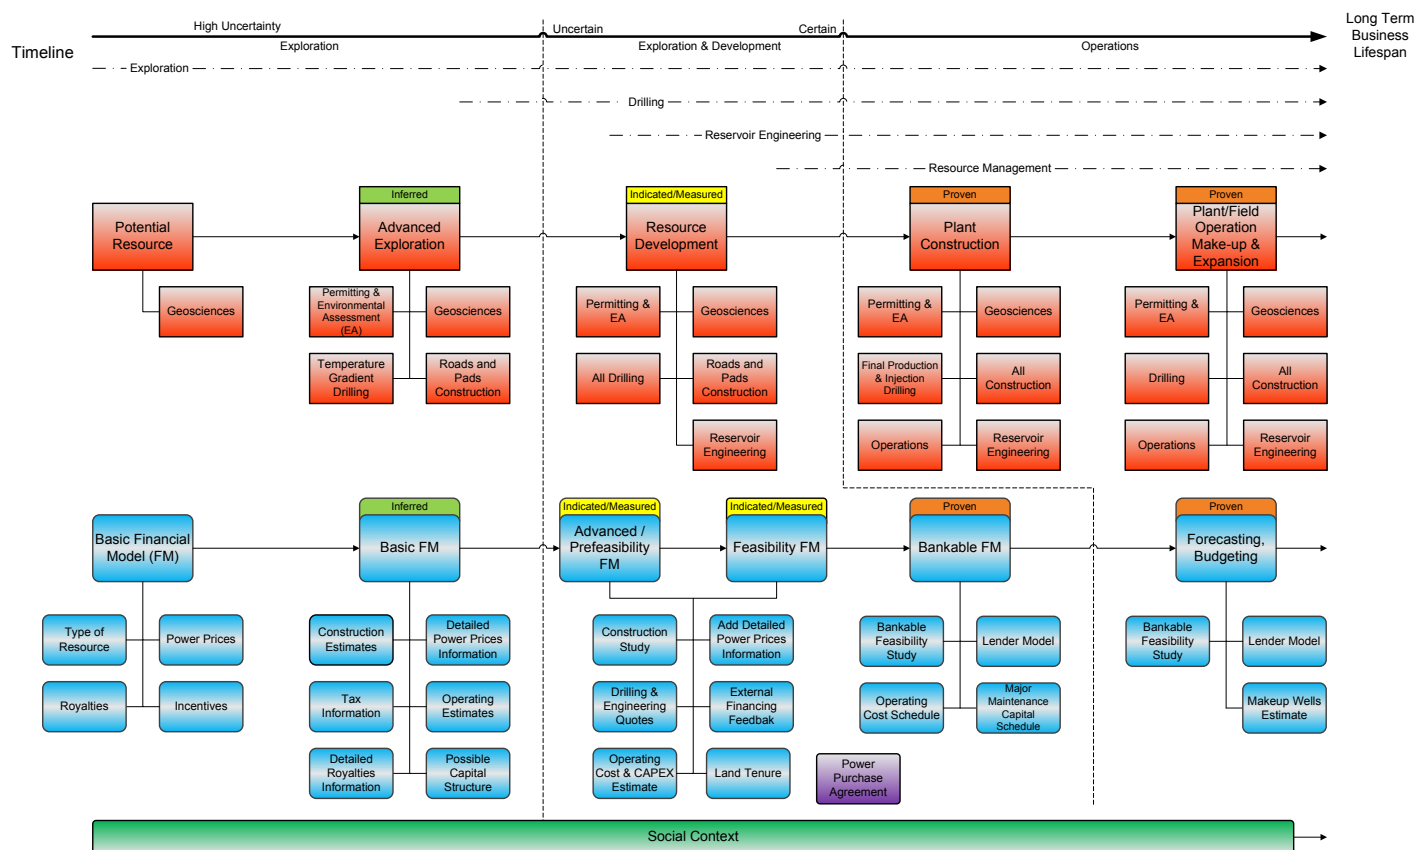 High Uncertainty
Uncertain
Certain
Long Term
Business
Lifespan
Timeline
Exploration
Exploration & Development
Operations
Exploration
Drilling
Reservoir Engineering
Resource Management
Inferred
Indicated/Measured
Proven
Proven
Potential
Resource
Advanced
Exploration
Resource
Development
Plant
Construction
Plant/Field
Operation
Make-up &
Expansion
Geosciences
Permitting &
Environmental
Assessment
(EA)
Geosciences
Permitting &
EA
Geosciences
Permitting &
EA
Geosciences
Permitting &
EA
Geosciences
Temperature
Gradient
Drilling
Roads and
Pads
Construction
All Drilling
Roads and
Pads
Construction
Final Production
& Injection
Drilling
All
Construction
Drilling
All
Construction
Reservoir
Engineering
Operations
Reservoir
Engineering
Operations
Reservoir
Engineering
Inferred
Indicated/Measured
Indicated/Measured
Proven
Proven
Basic Financial
Model (FM)
Basic FM
Advanced /
Prefeasibility
FM
Feasibility FM
Bankable FM
Forecasting,
Budgeting
Type of
Resource
Power Prices
Construction
Estimates
Detailed
Power Prices
Information
Construction
Study
Add Detailed
Power Prices
Information
Bankable
Feasibility
Study
Lender Model
Bankable
Feasibility
Study
Lender Model
Royalties
Incentives
Tax
Information
Operating
Estimates
Drilling &
Engineering
Quotes
External
Financing
Feedbak
Operating
Cost Schedule
Major
Maintenance
Capital
Schedule
Makeup Wells
Estimate
Detailed
Royalties
Information
Possible
Capital
Structure
Operating
Cost & CAPEX
Estimate
Land Tenure
Power
Purchase
Agreement
Social Context